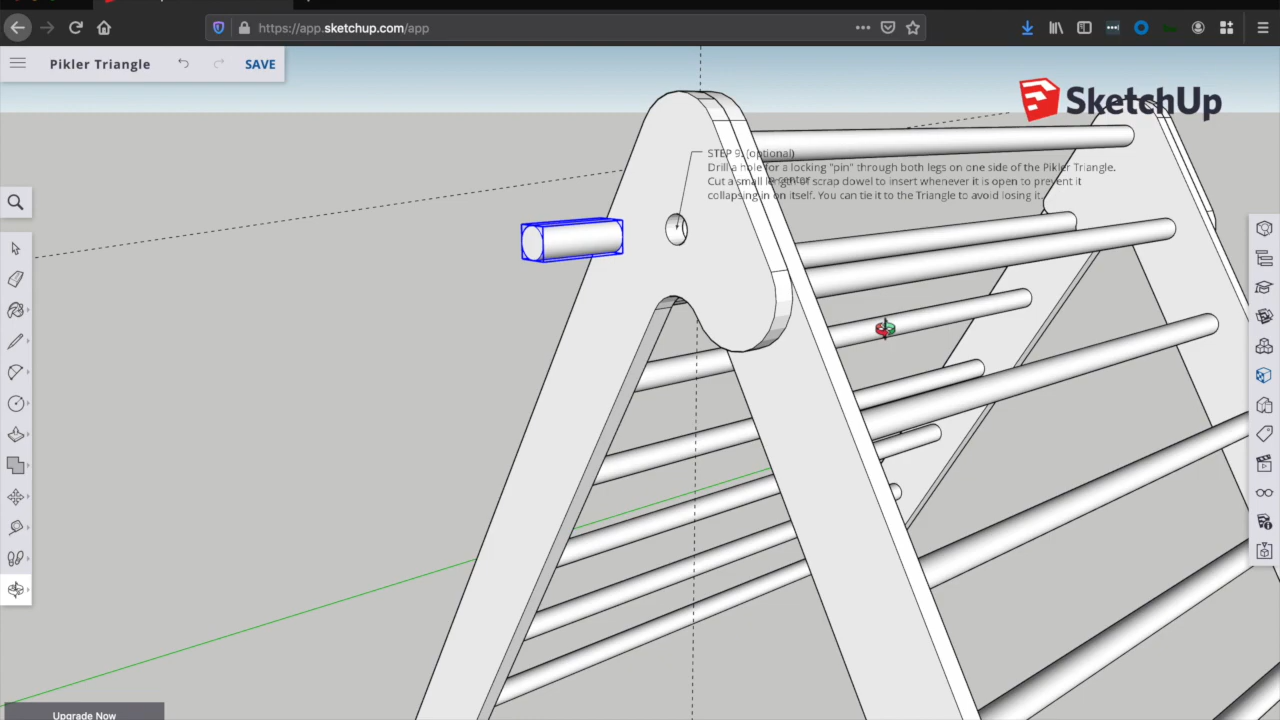 https://app.sketchup.com/app
Pikler Triangle
SAVE
SketchUp
STEP 9: (optional)
Drill a hole for a locking "pin" through both legs on one side of the Pikler Triangle.
center
Cut a small length of scrap dowel to insert whenever it is open to prevent it
collapsing in on itself. You can tie it to the Triangle to avoid losing it.
Upgrade Now